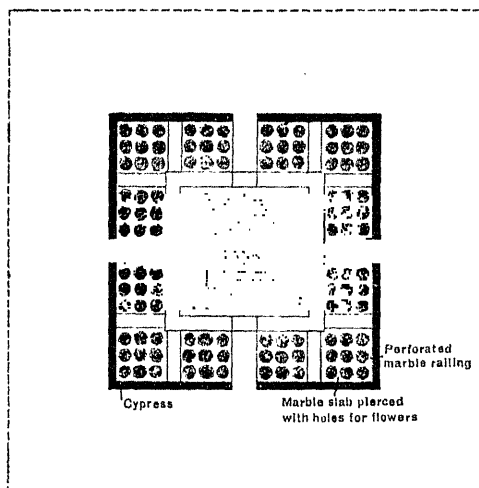 Perforated
marble railing
Cypress
Marble slab pierced
with holes for flowers